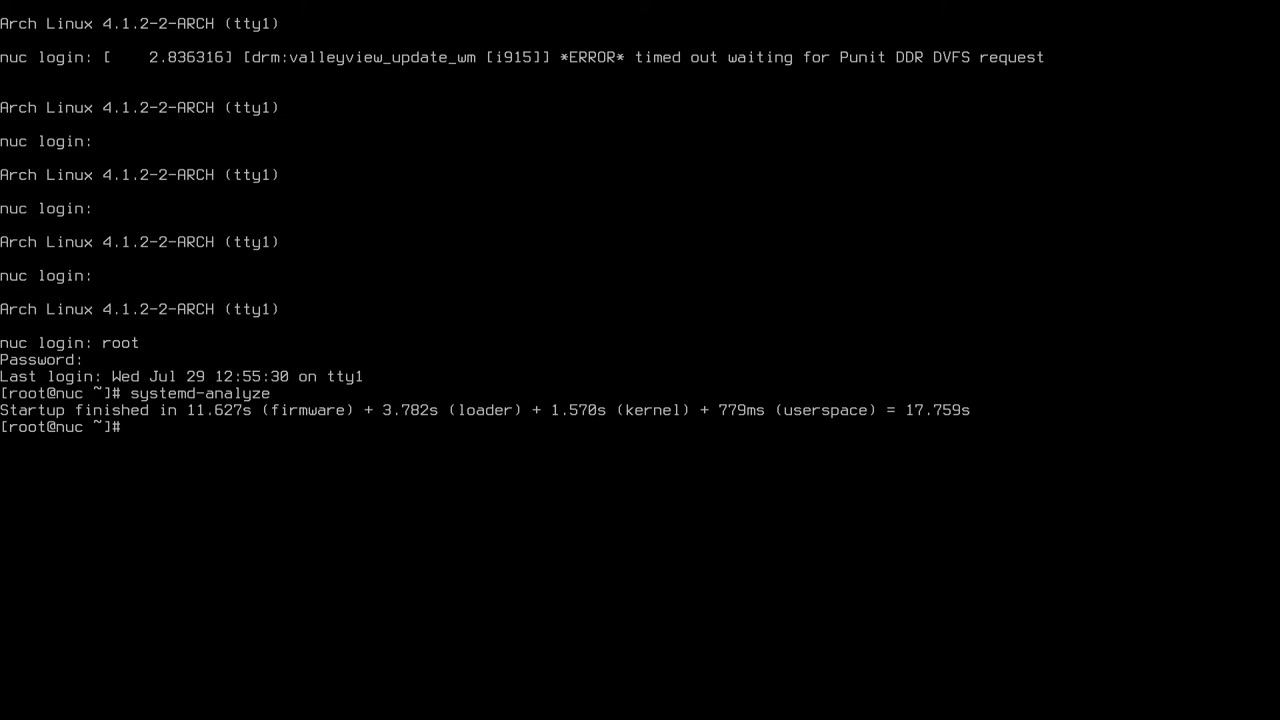 Arch Linux 4.1.2-2-ARCH (tty1)
nuc login: [    2.836316] [drm:valleyview_update_wm [i915]] *ERROR* timed out waiting for Punit DDR DVFS request
Arch Linux 4.1.2-2-ARCH (tty1)
nuc login:
Arch Linux 4.1.2-2-ARCH (tty1)
nuc login:
Arch Linux 4.1.2-2-ARCH (tty1)
nuc login:
Arch Linux 4.1.2-2-ARCH (tty1)
nuc login: root
Password:
Last login: Wed Jul 29 12:55:30 on tty1
[root@nuc ~]# systemd-analyze
Startup finished in 11.627s (firmware) + 3.782s (loader) + 1.570s (kernel) + 779ms (userspace) = 17.759s
[root@nuc ~]#